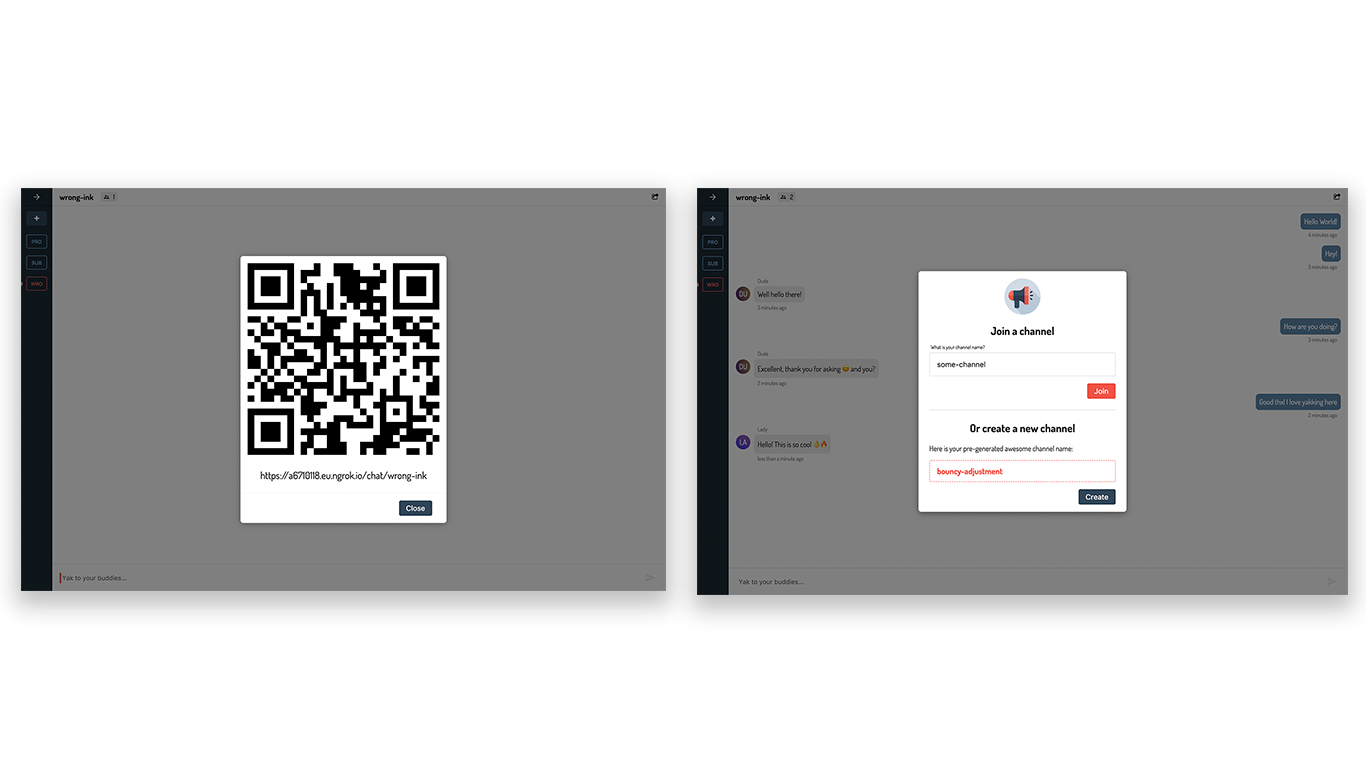 wrong-ink 1
PRO
SUB
WRO
https://a6710118.eu.ngrok.io/chat/wrong-ink
Close
Yak to your buddies...
wrong-ink 2
PRO
SUB
WRO
Hello World!
4 minutes ago
Hey!
3 minutes ago
Dude
DU
Well hello there!
3 minutes ago
How are you doing?
3 minutes ago
Dude
DU
Excellent, thank you for asking 🤝 and you?
2 minutes ago
Good that I love yakking here
2 minutes ago
Lady
LA
Hello! This is so cool 👌🔥
less than a minute ago
Join a channel
What is your channel name?
some-channel
Join
Or create a new channel
Here is your pre-generated awesome channel name:
bouncy-adjustment
Create
Yak to your buddies...